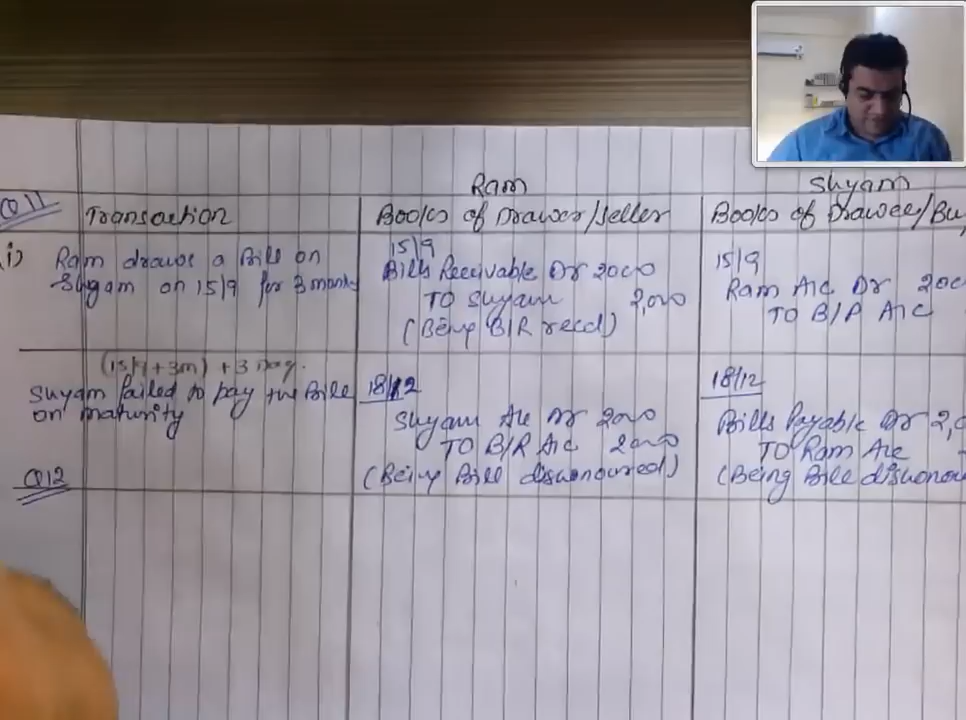 Ram
Shyam
Q11
Transaction
Books of Drawer/Seller
Books of Drawee/Bu
i) Ram draws a Bill on
Shyam on 15/9 for 3 months
15/9
Bills Receivable Dr 2000
To Shyam 2,000
(Being B/R recd)
15/9
Ram A/c Dr 200
To B/P A/c
(15/9+3m) + 3 Day.
Shyam failed to pay the Bill
on maturity
18/12
Shyam A/c Dr 2000
To B/R A/c 2000
(Being Bill dishonoured)
18/12
Bills Payable Dr 2,0
To Ram A/c
(Being Bill dishonou
Q12